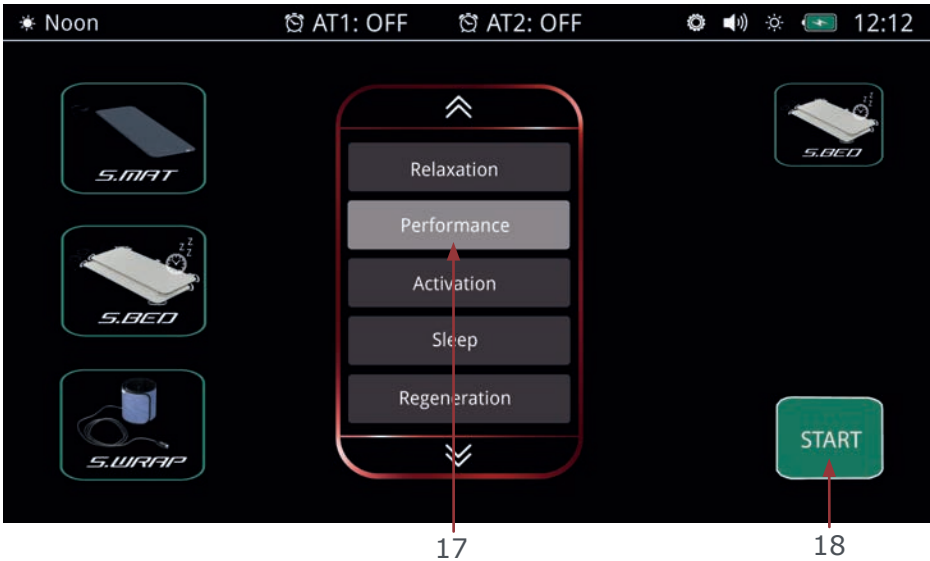 Noon AT1: OFF AT2: OFF 12:12
S.MAT
S.BED
S.WRAP
Relaxation
Performance
Activation
Sleep
Regeneration
z z z
S.BED
START
17
18